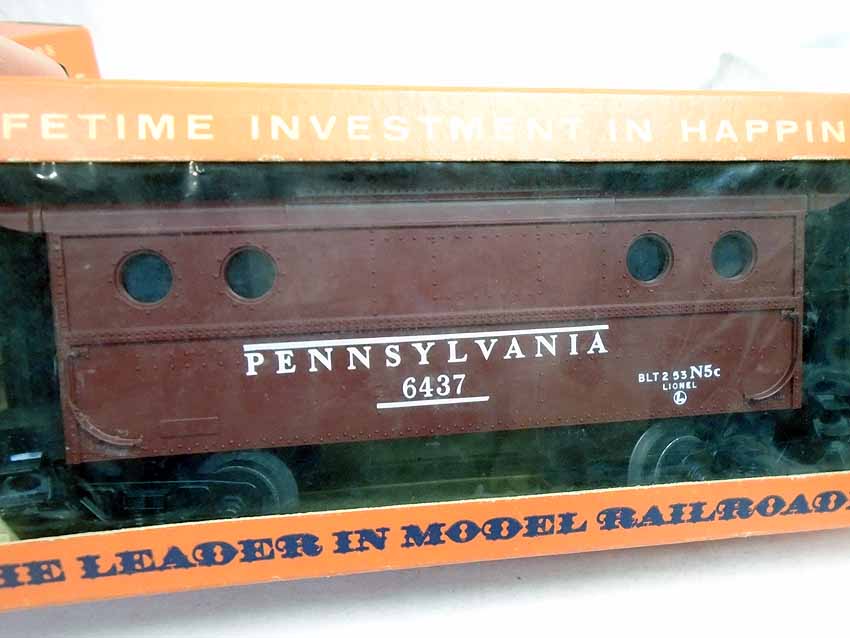 FETIME INVESTMENT IN HAPPIN
PENNSYLVANIA
6437
BLT 2 53 N5c
LIONEL
L
HE LEADER IN MODEL RAILROAD